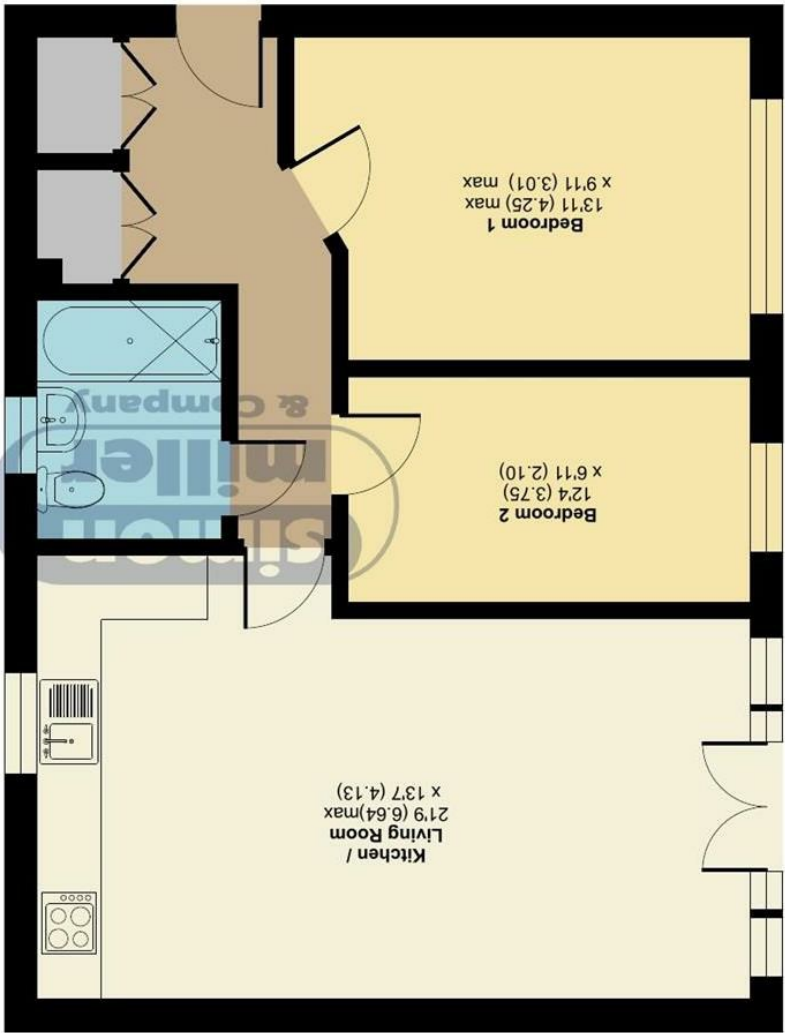 Kitchen /
Living Room
21'9 (6.64)max
x 13'7 (4.13)
simon
miller
& Company
Bedroom 2
12'4 (3.75)
x 6'11 (2.10)
Bedroom 1
13'11 (4.25) max
x 9'11 (3.01) max